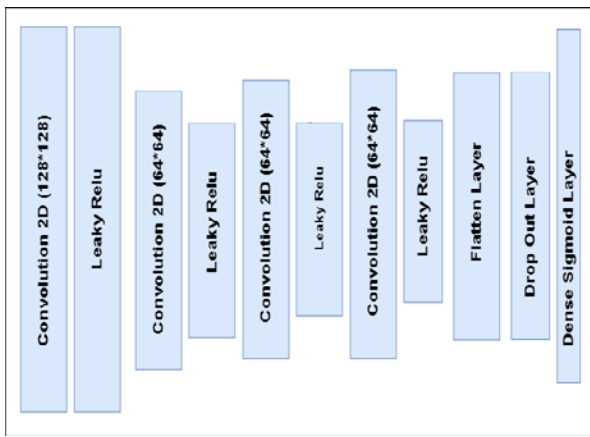 Convolution 2D (128*128)
Leaky Relu
Convolution 2D (64*64)
Leaky Relu
Convolution 2D (64*64)
Leaky Relu
Convolution 2D (64*64)
Leaky Relu
Flatten Layer
Drop Out Layer
Dense Sigmoid Layer